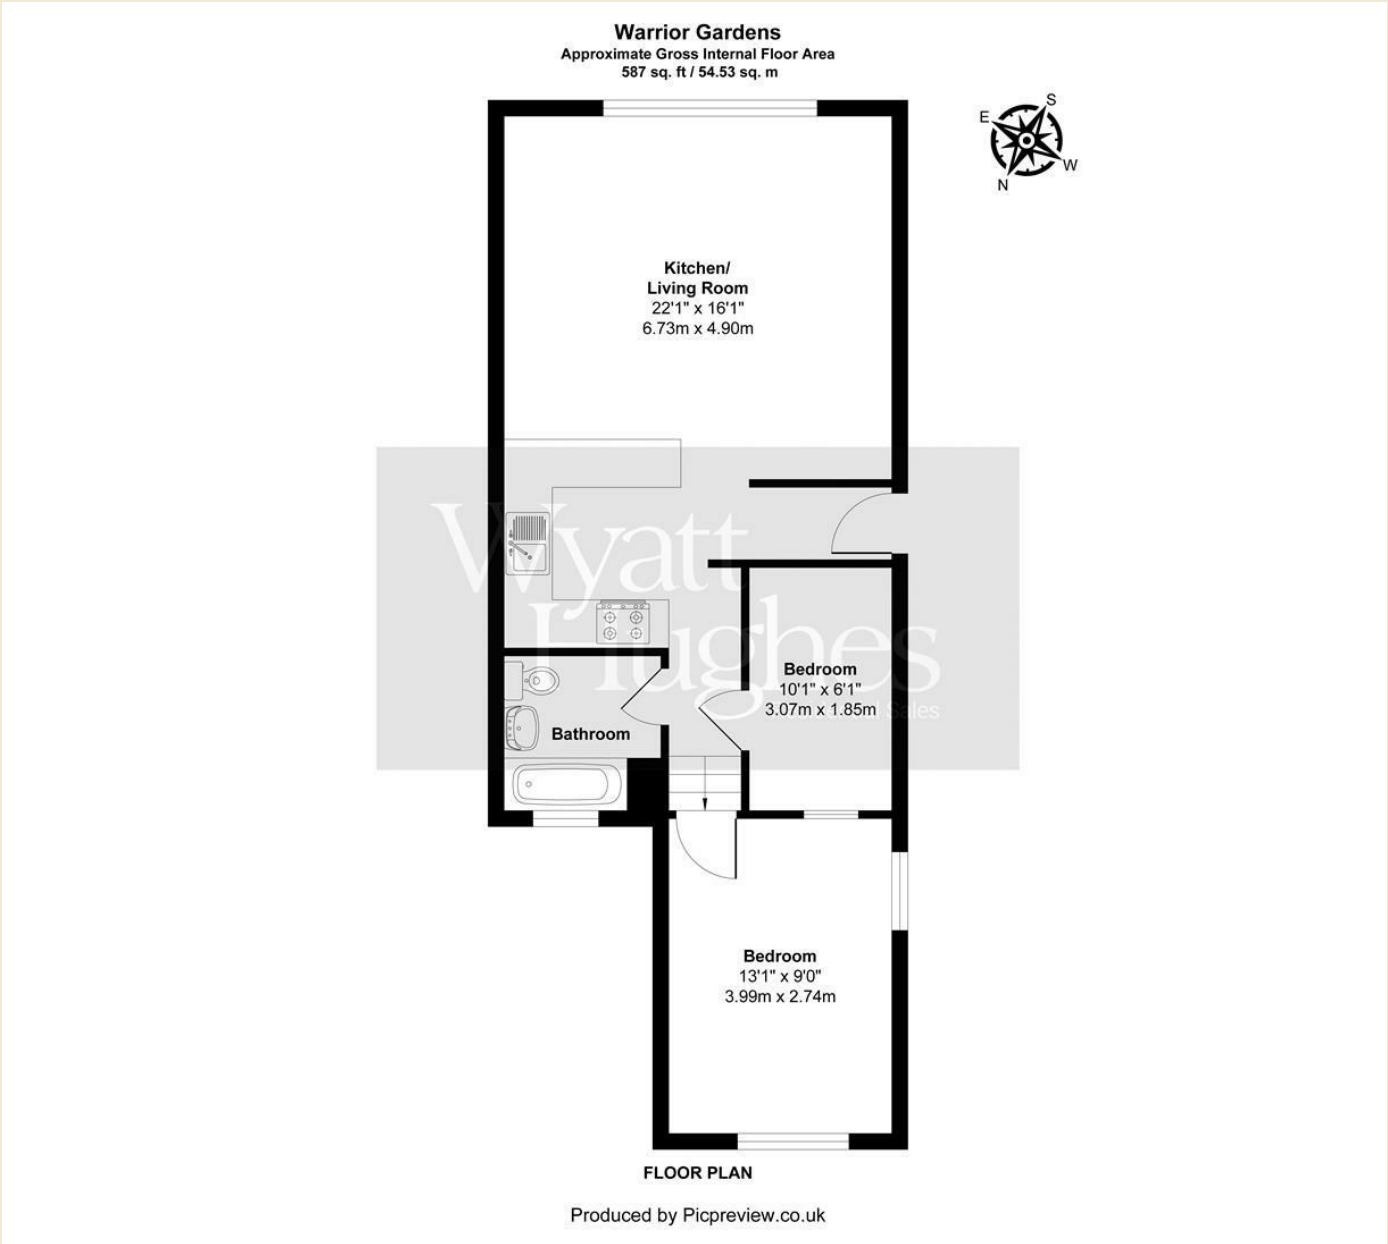 Warrior Gardens
Approximate Gross Internal Floor Area
587 sq. ft / 54.53 sq. m
S
E
W
N
Kitchen/
Living Room
22'1" x 16'1"
6.73m x 4.90m
Wyatt
Hughes
Sales
Bedroom
10'1" x 6'1"
3.07m x 1.85m
Bathroom
Bedroom
13'1" x 9'0"
3.99m x 2.74m
FLOOR PLAN
Produced by Picpreview.co.uk